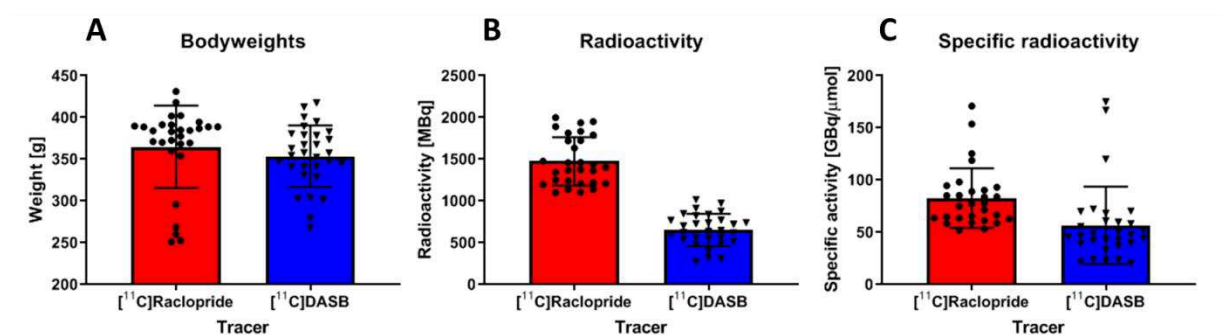 A
Bodyweights
Weight [g]
450
400
350
300
250
200
[¹¹C]Raclopride
[¹¹C]DASB
Tracer
B
Radioactivity
Radioactivity [MBq]
2500
2000
1500
1000
500
0
[¹¹C]Raclopride
[¹¹C]DASB
Tracer
C
Specific radioactivity
Specific activity [GBq/μmol]
200
150
100
50
0
[¹¹C]Raclopride
[¹¹C]DASB
Tracer